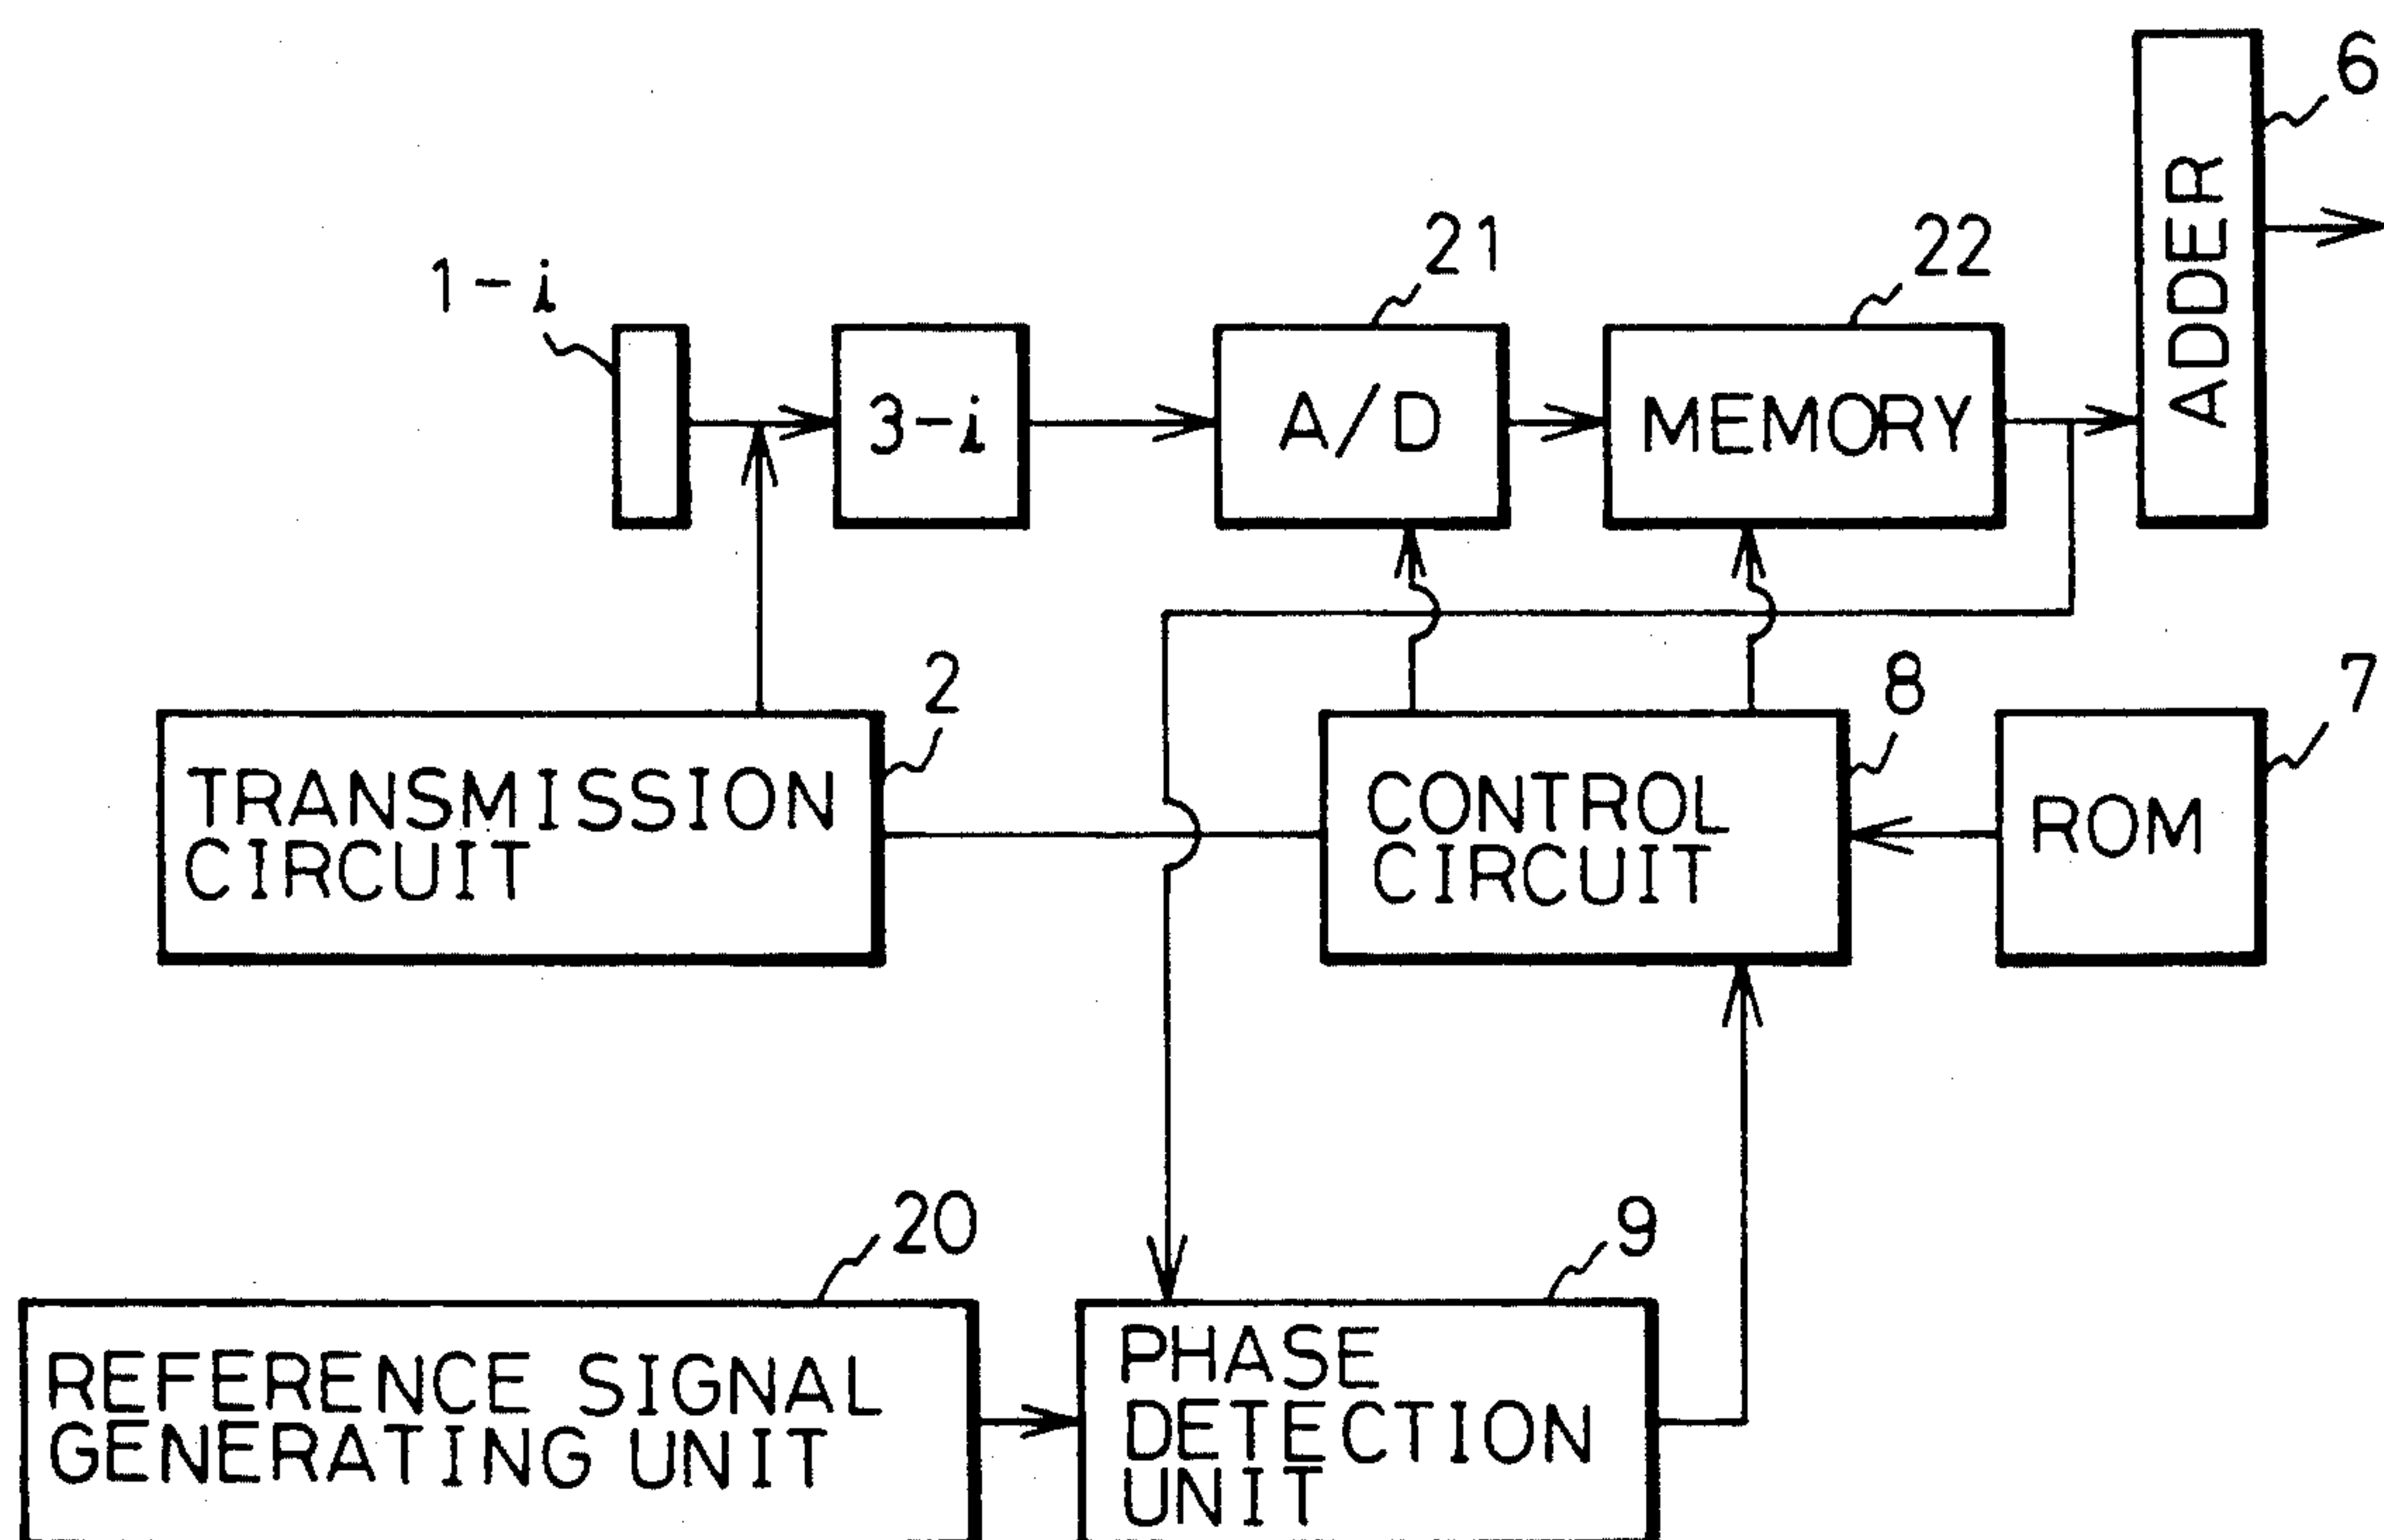 6
ADDER
21
22
1-i
3-i
A/D
MEMORY
2
8
7
TRANSMISSION
CIRCUIT
CONTROL
CIRCUIT
ROM
20
9
REFERENCE SIGNAL
GENERATING UNIT
PHASE
DETECTION
UNIT